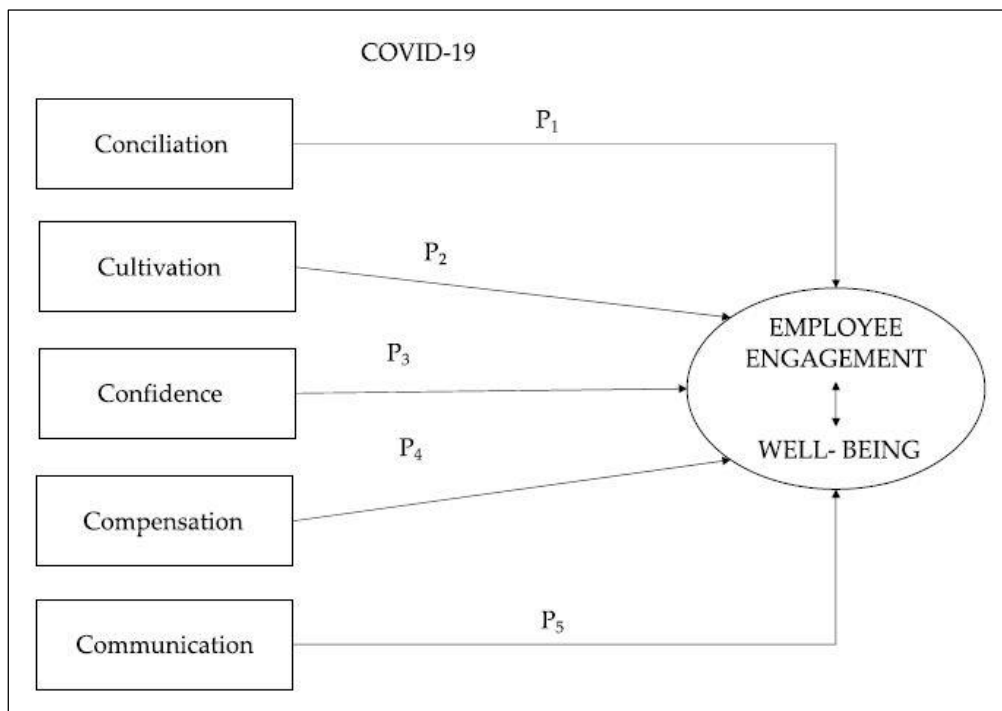 COVID-19
Conciliation
P₁
Cultivation
P₂
Confidence
P₃
Compensation
P₄
Communication
P₅
EMPLOYEE
ENGAGEMENT
WELL- BEING